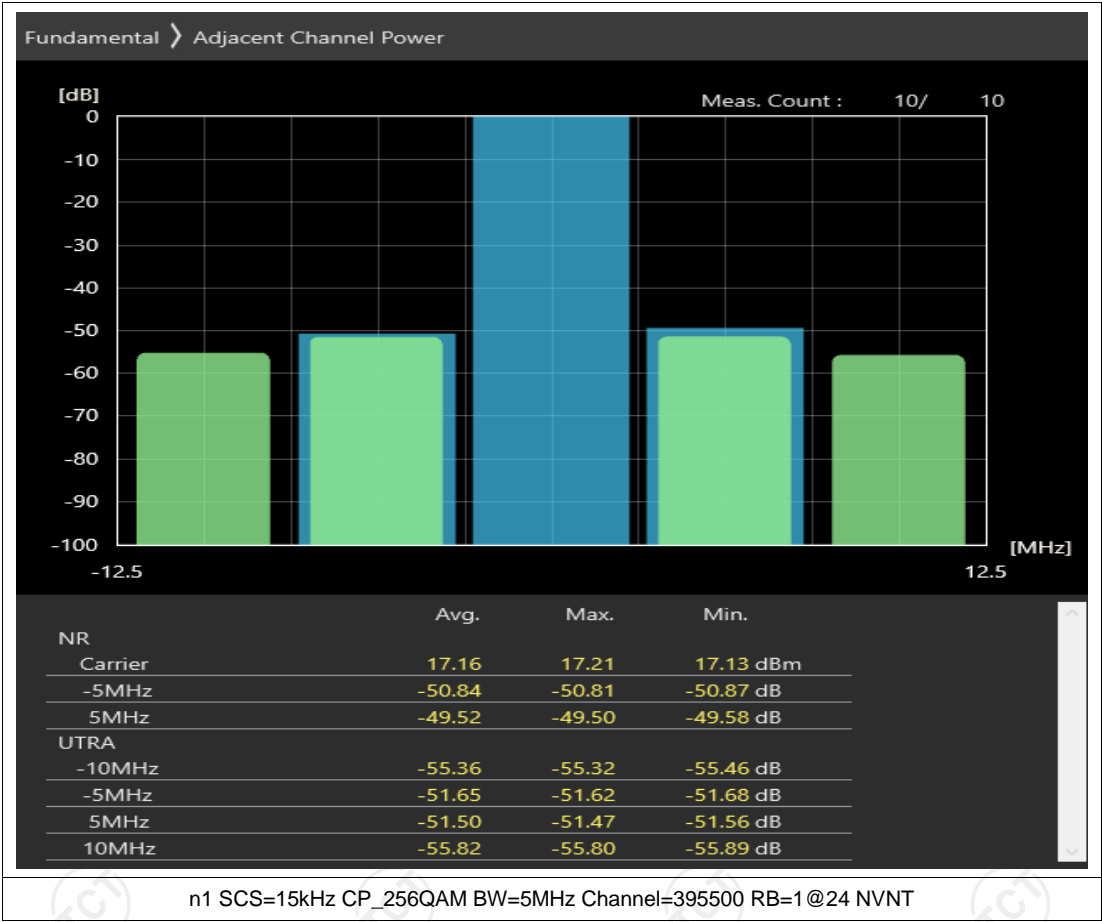 Fundamental 〉 Adjacent Channel Power
[dB]
Meas. Count : 10/ 10
0
-10
-20
-30
-40
-50
-60
-70
-80
-90
-100
[MHz]
-12.5 12.5
Avg. Max. Min.
NR
Carrier 17.16 17.21 17.13 dBm
-5MHz -50.84 -50.81 -50.87 dB
5MHz -49.52 -49.50 -49.58 dB
UTRA
-10MHz -55.36 -55.32 -55.46 dB
-5MHz -51.65 -51.62 -51.68 dB
5MHz -51.50 -51.47 -51.56 dB
10MHz -55.82 -55.80 -55.89 dB
n1 SCS=15kHz CP_256QAM BW=5MHz Channel=395500 RB=1@24 NVNT
TCT TCT TCT TCT